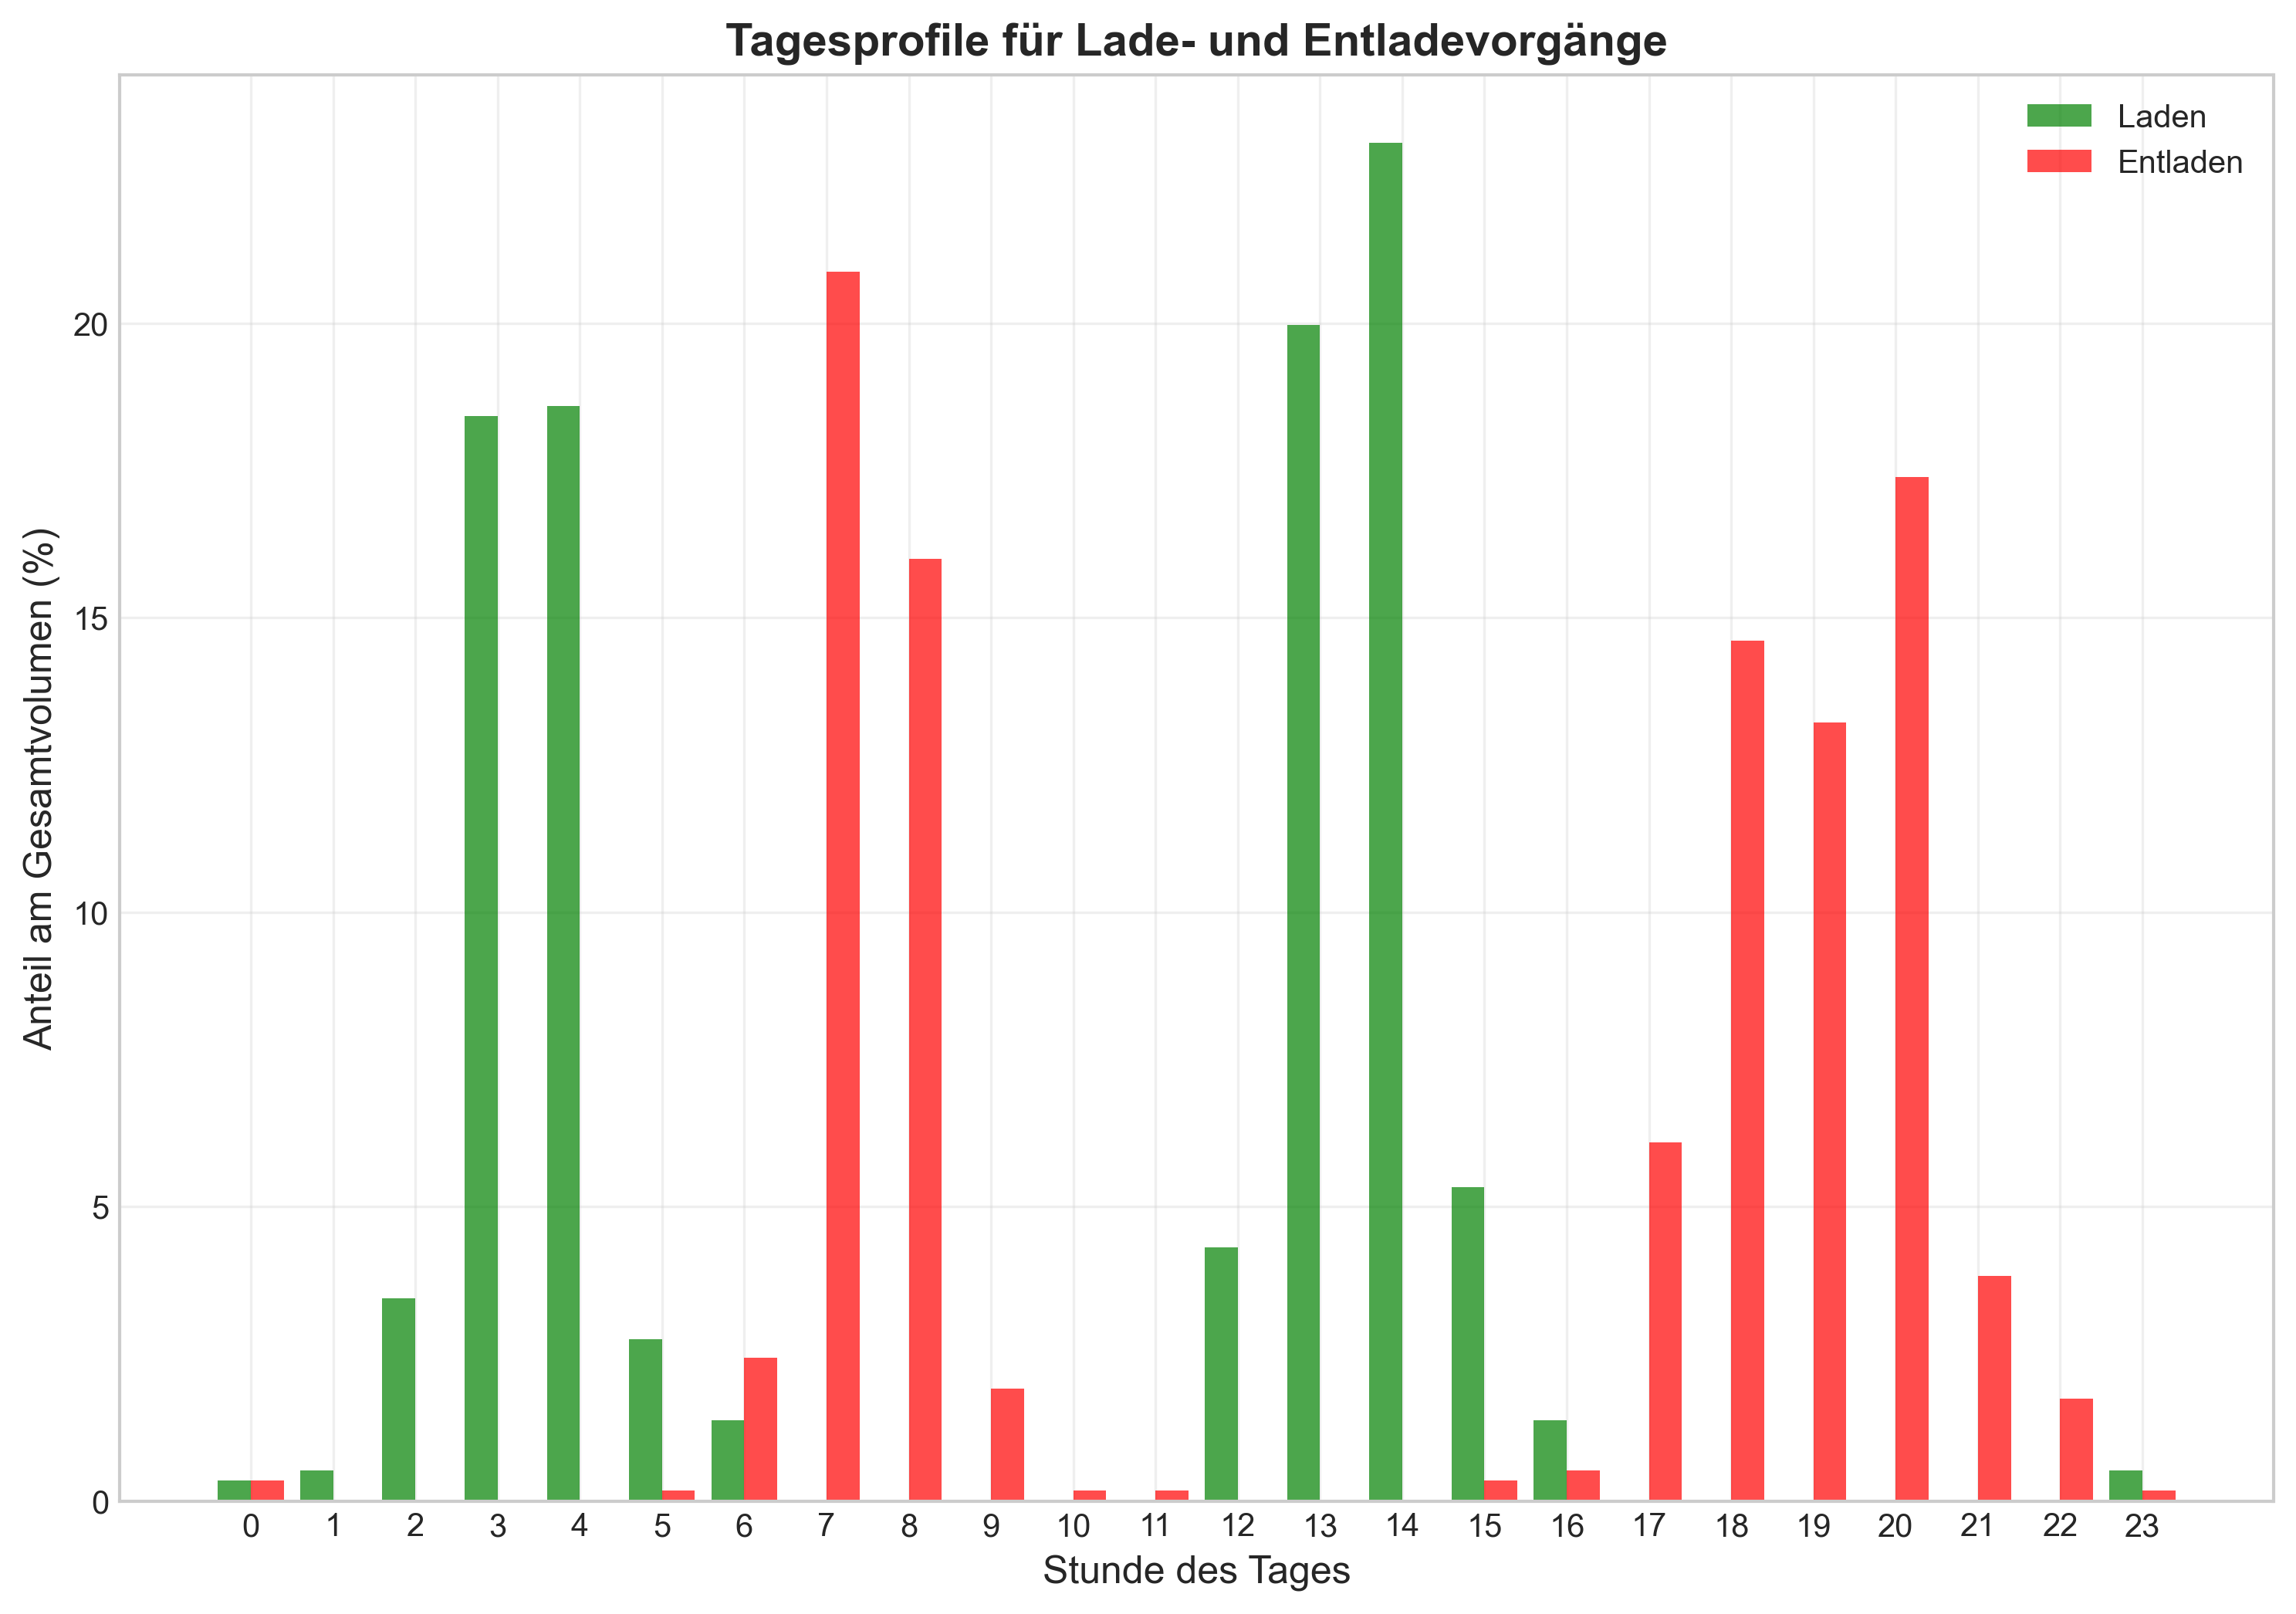 Tagesprofile für Lade- und Entladevorgänge
Laden
Entladen
Anteil am Gesamtvolumen (%)
20
15
10
5
0
0 1 2 3 4 5 6 7 8 9 10 11 12 13 14 15 16 17 18 19 20 21 22 23
Stunde des Tages